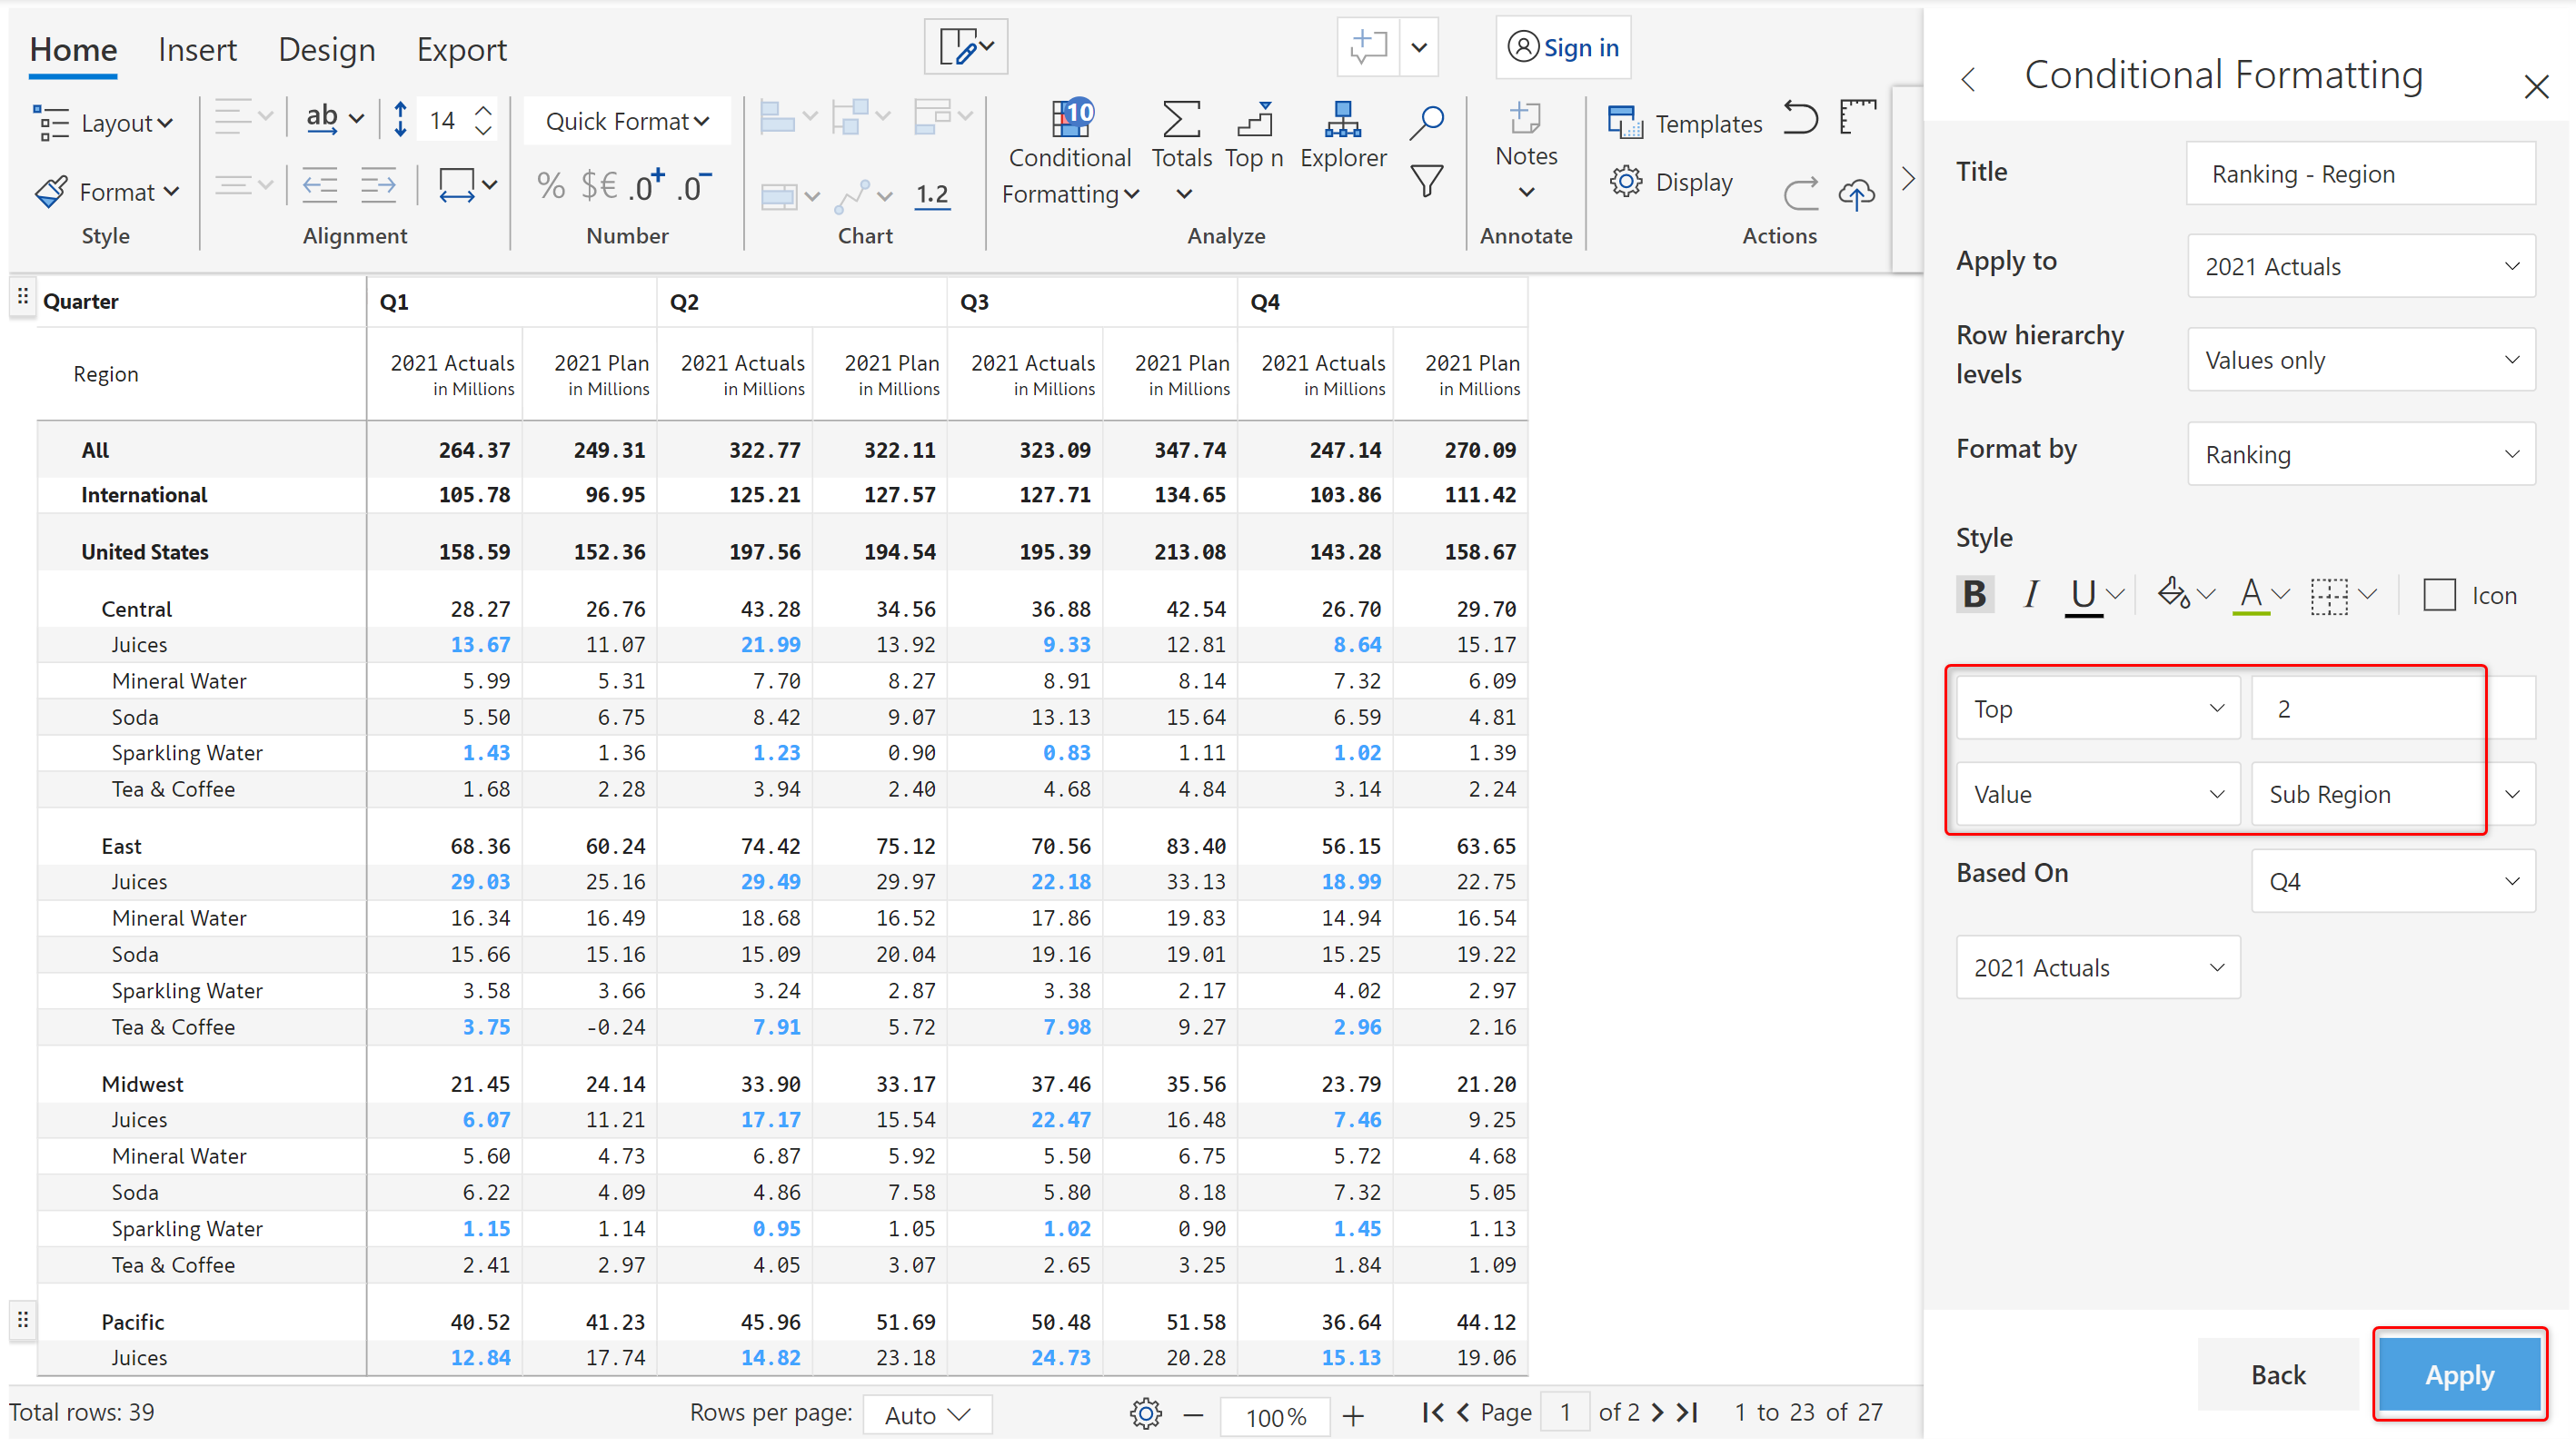 Home Insert Design Export
Sign in
Layout
ab
14
Quick Format
10
Conditional
Formatting
Totals
Top n
Explorer
Notes
Templates
Format
% $€ .0+ .0-
1.2
Display
Style
Alignment
Number
Chart
Analyze
Annotate
Actions
Quarter Q1 Q2 Q3 Q4
Region 2021 Actuals 2021 Plan 2021 Actuals 2021 Plan 2021 Actuals 2021 Plan 2021 Actuals 2021 Plan
in Millions in Millions in Millions in Millions in Millions in Millions in Millions in Millions
All 264.37 249.31 322.77 322.11 323.09 347.74 247.14 270.09
International 105.78 96.95 125.21 127.57 127.71 134.65 103.86 111.42
United States 158.59 152.36 197.56 194.54 195.39 213.08 143.28 158.67
Central 28.27 26.76 43.28 34.56 36.88 42.54 26.70 29.70
Juices 13.67 11.07 21.99 13.92 9.33 12.81 8.64 15.17
Mineral Water 5.99 5.31 7.70 8.27 8.91 8.14 7.32 6.09
Soda 5.50 6.75 8.42 9.07 13.13 15.64 6.59 4.81
Sparkling Water 1.43 1.36 1.23 0.90 0.83 1.11 1.02 1.39
Tea & Coffee 1.68 2.28 3.94 2.40 4.68 4.84 3.14 2.24
East 68.36 60.24 74.42 75.12 70.56 83.40 56.15 63.65
Juices 29.03 25.16 29.49 29.97 22.18 33.13 18.99 22.75
Mineral Water 16.34 16.49 18.68 16.52 17.86 19.83 14.94 16.54
Soda 15.66 15.16 15.09 20.04 19.16 19.01 15.25 19.22
Sparkling Water 3.58 3.66 3.24 2.87 3.38 2.17 4.02 2.97
Tea & Coffee 3.75 -0.24 7.91 5.72 7.98 9.27 2.96 2.16
Midwest 21.45 24.14 33.90 33.17 37.46 35.56 23.79 21.20
Juices 6.07 11.21 17.17 15.54 22.47 16.48 7.46 9.25
Mineral Water 5.60 4.73 6.87 5.92 5.50 6.75 5.72 4.68
Soda 6.22 4.09 4.86 7.58 5.80 8.18 7.32 5.05
Sparkling Water 1.15 1.14 0.95 1.05 1.02 0.90 1.45 1.13
Tea & Coffee 2.41 2.97 4.05 3.07 2.65 3.25 1.84 1.09
Pacific 40.52 41.23 45.96 51.69 50.48 51.58 36.64 44.12
Juices 12.84 17.74 14.82 23.18 24.73 20.28 15.13 19.06
Total rows: 39 Rows per page: Auto 100% Page 1 of 2 1 to 23 of 27
Conditional Formatting
Title Ranking - Region
Apply to 2021 Actuals
Row hierarchy
levels
Values only
Format by Ranking
Style
B I U A Icon
Top 2
Value Sub Region
Based On Q4
2021 Actuals
Back Apply